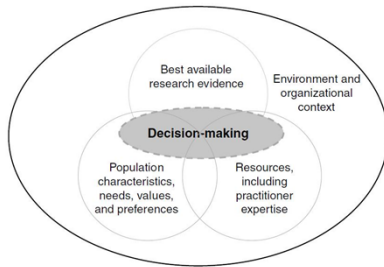 Best available
research evidence
Environment and
organizational
context
Decision-making
Population
characteristics,
needs, values,
and preferences
Resources,
including
practitioner
expertise